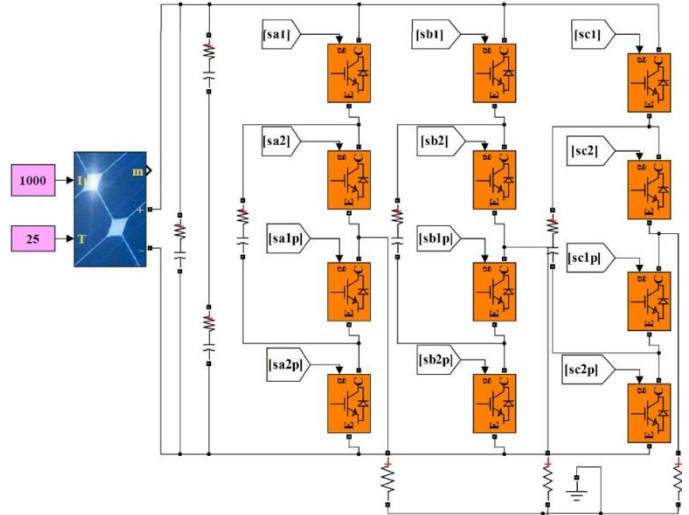 [sa1]
[sb1]
[sc1]
g C
g C
g C
E
E
E
[sa2]
[sb2]
[sc2]
g C
g C
g C
m
1000
Ir
+
25
T
-
E
E
E
[sa1p]
[sb1p]
[sc1p]
g C
g C
g C
E
E
E
[sa2p]
[sb2p]
[sc2p]
g C
g C
g C
E
E
E